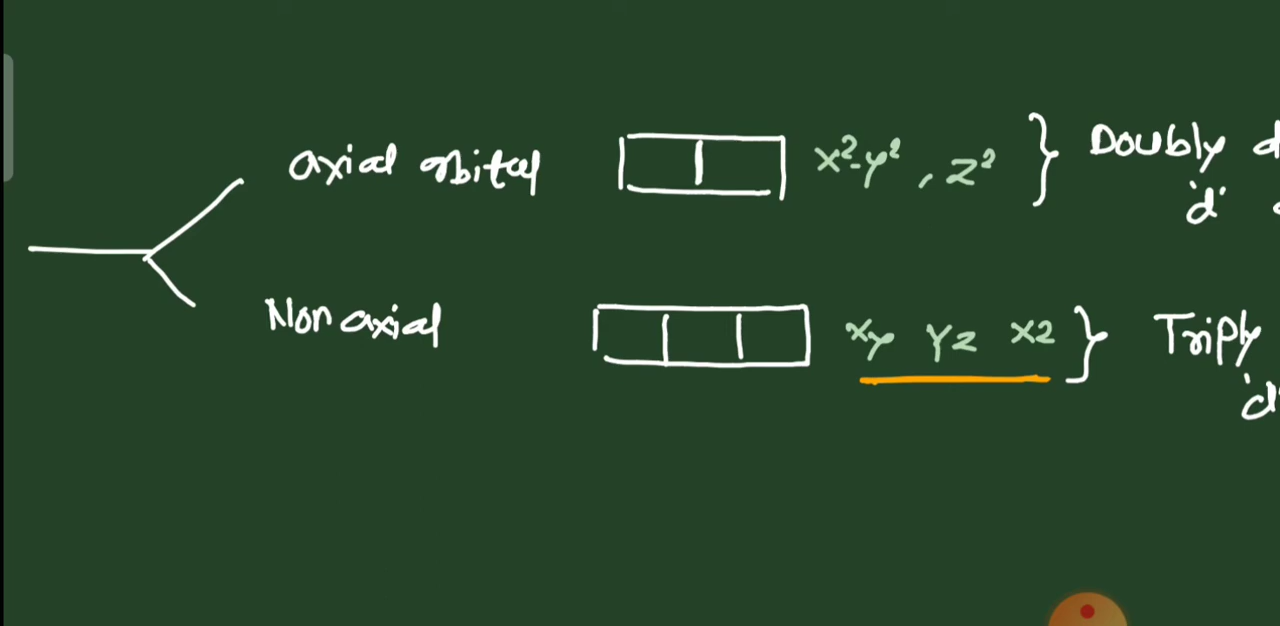 axial orbital x²-y², z² } Doubly
'd'
Non axial xy yz xz } Triply
'd'